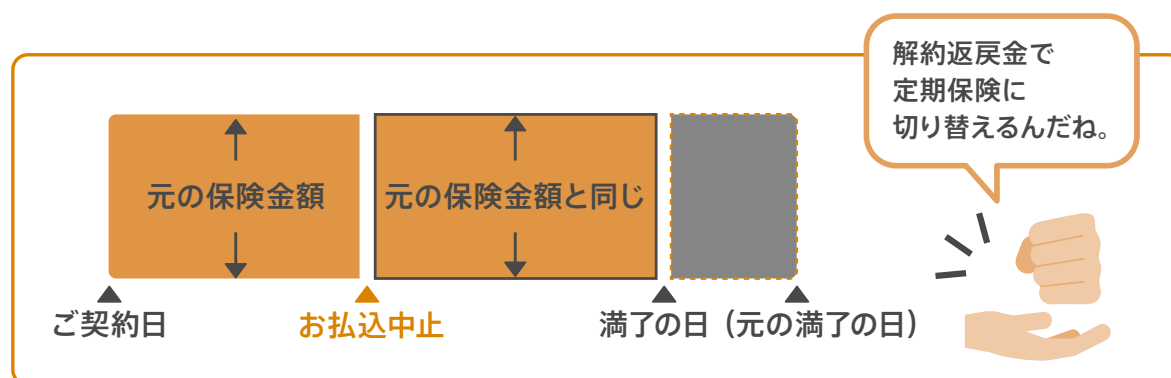 解約返戻金で
定期保険に
切り替えるんだね。
元の保険金額
元の保険金額と同じ
ご契約日
お払込中止
満了の日（元の満了の日）